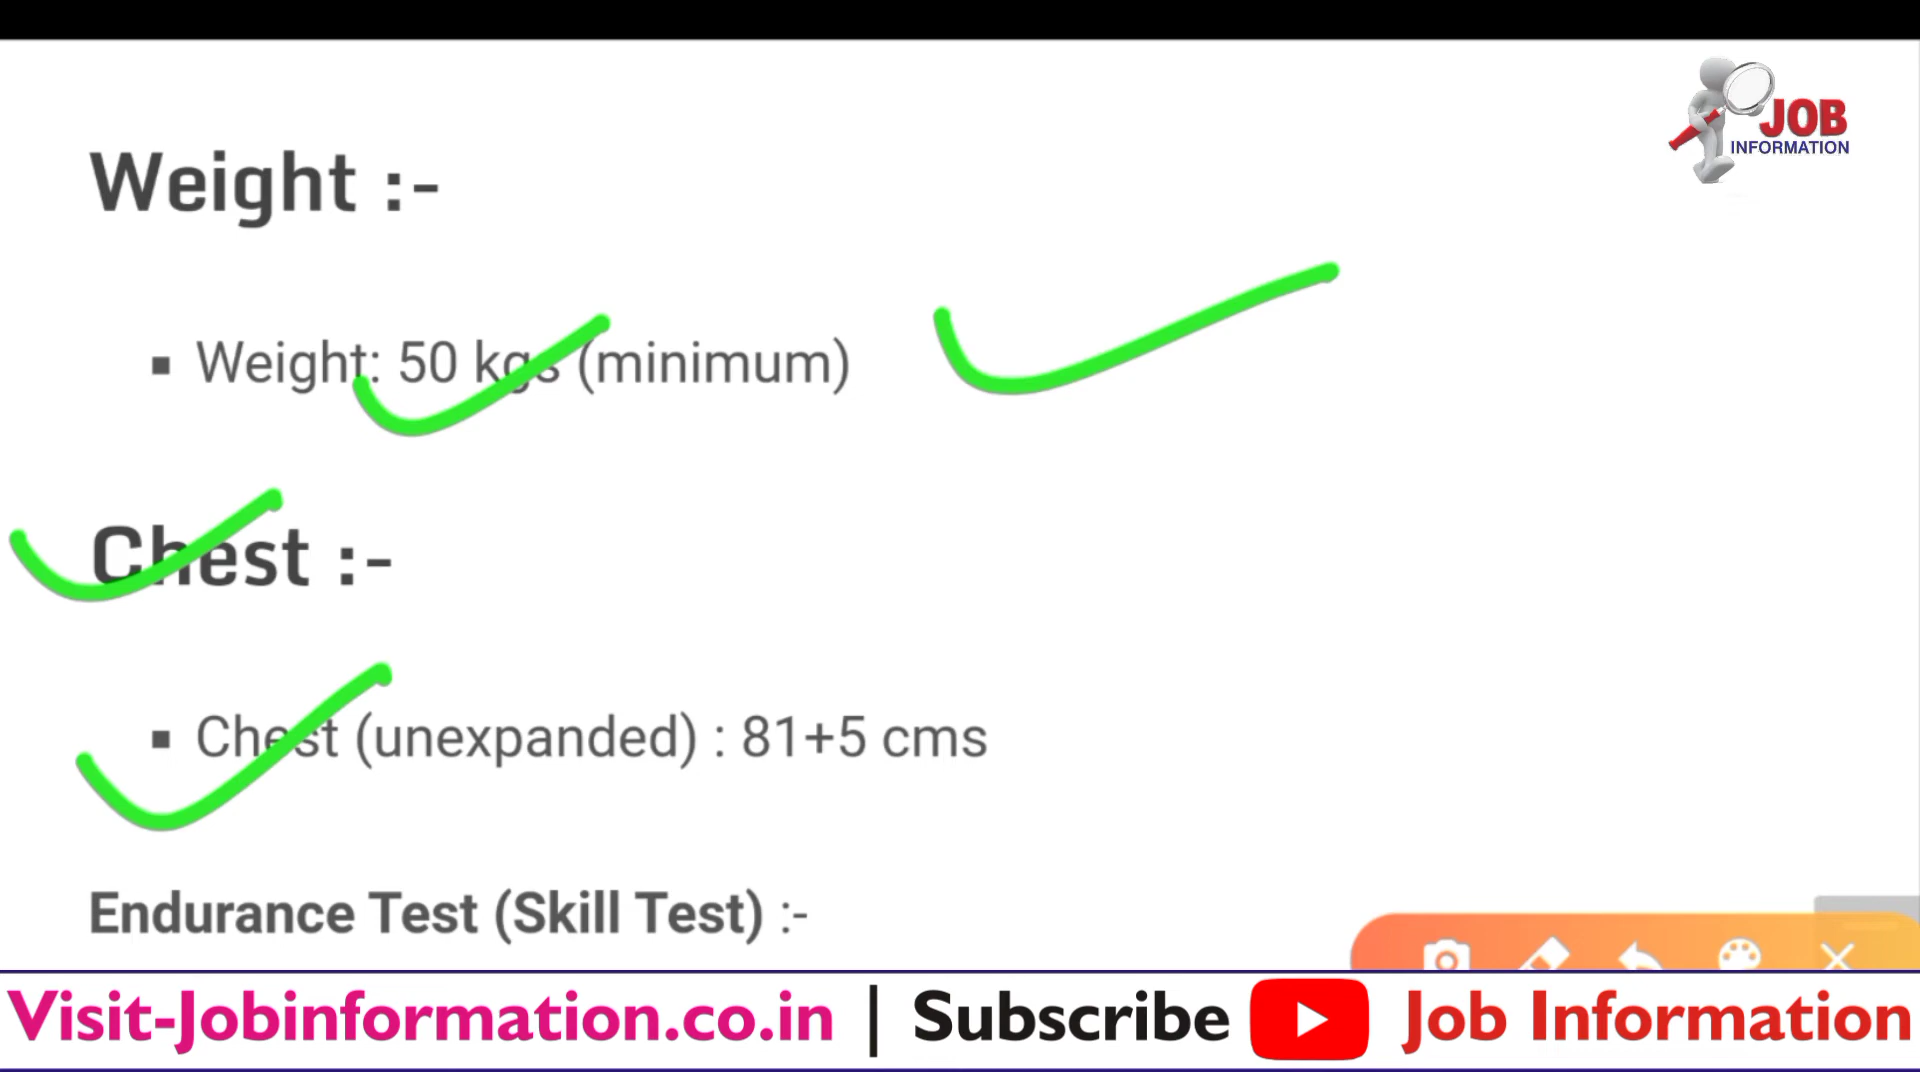 JOB
INFORMATION
Weight :-
▪ Weight: 50 kgs (minimum)
Chest :-
▪ Chest (unexpanded) : 81+5 cms
Endurance Test (Skill Test) :-
Visit-Jobinformation.co.in | Subscribe Job Information